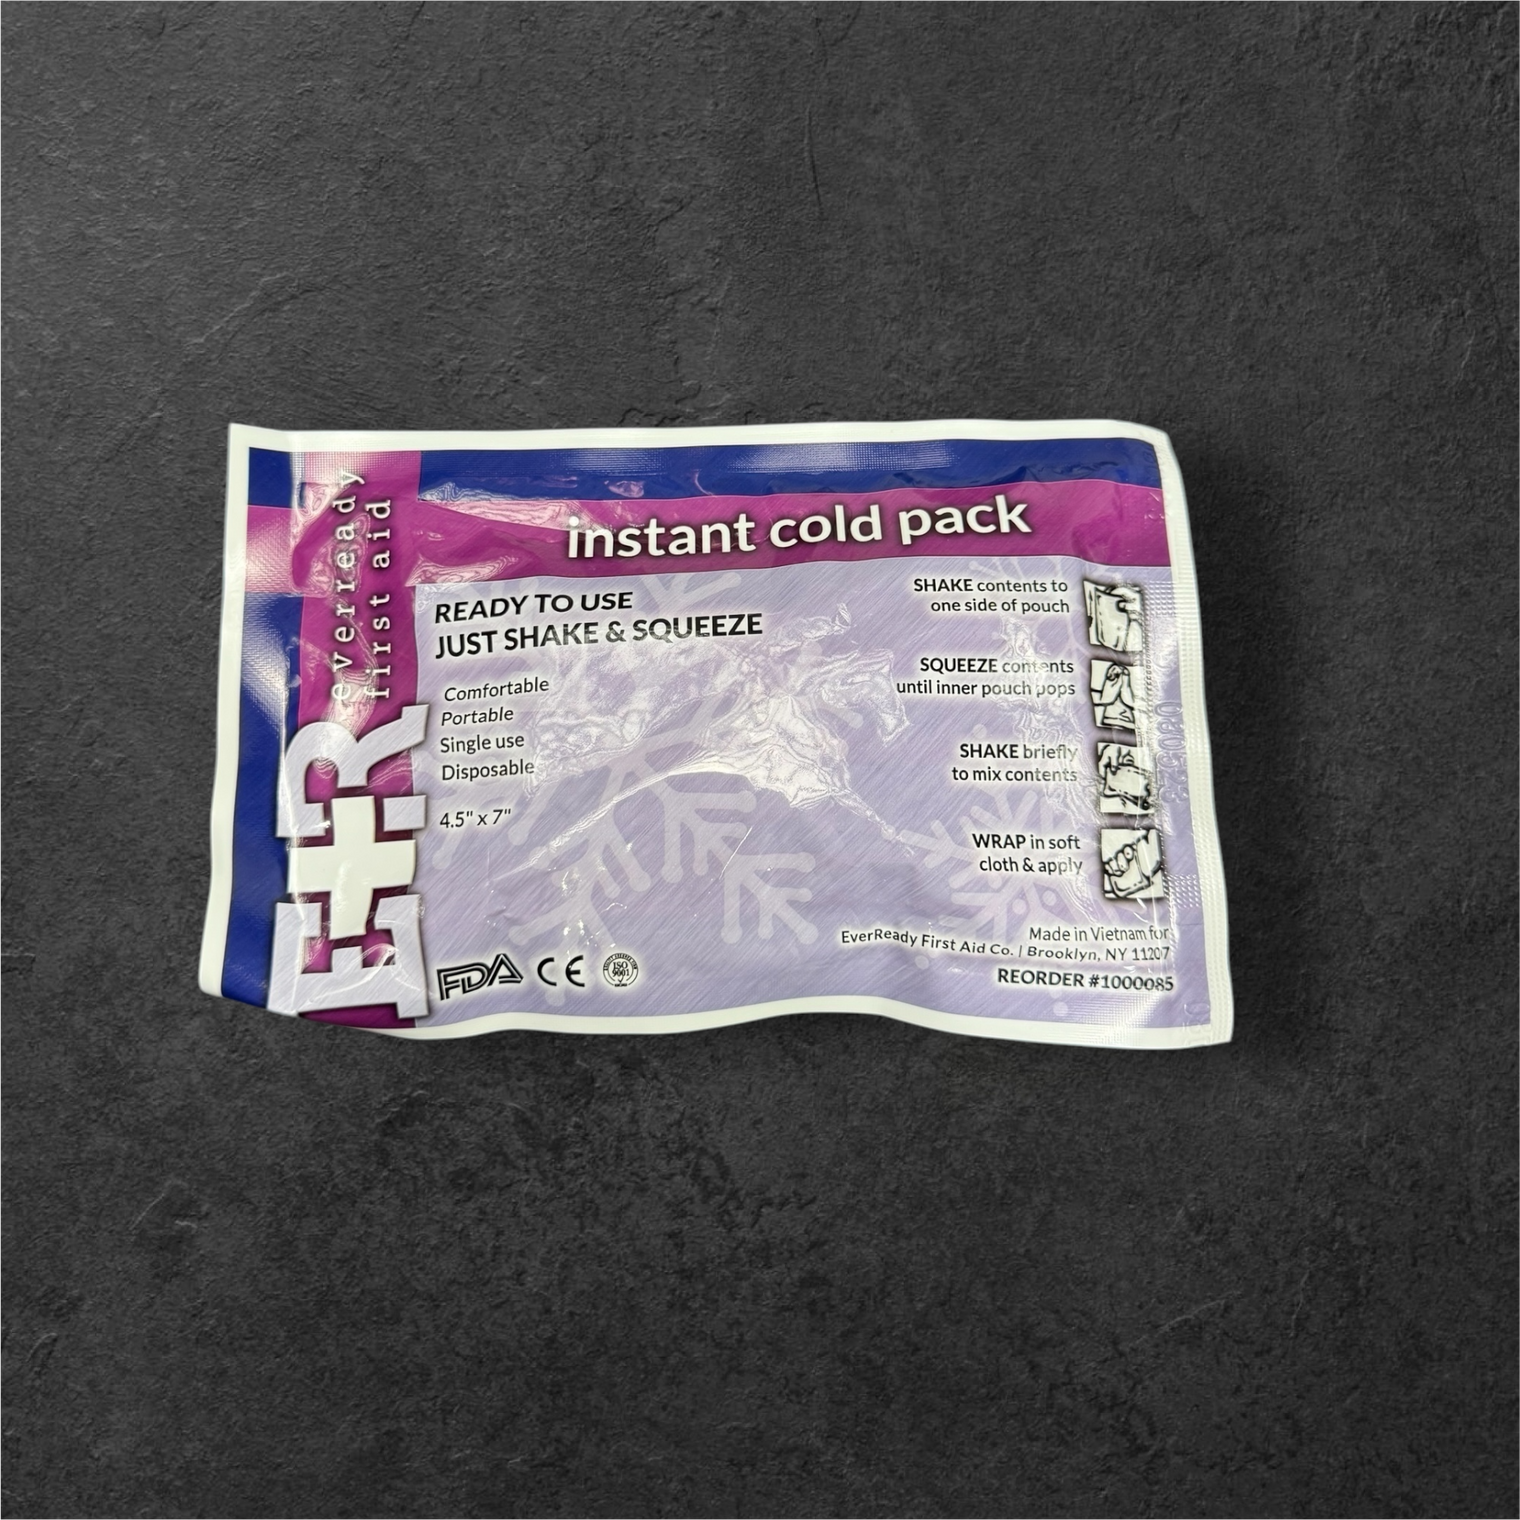 everready
first aid
E+R
instant cold pack
READY TO USE
JUST SHAKE & SQUEEZE
Comfortable
Portable
Single use
Disposable
4.5" x 7"
SHAKE contents to
one side of pouch
SQUEEZE contents
until inner pouch pops
SHAKE briefly
to mix contents
WRAP in soft
cloth & apply
FDA CE ISO
9001
Made in Vietnam for
EverReady First Aid Co. | Brooklyn, NY 11207
REORDER #1000085